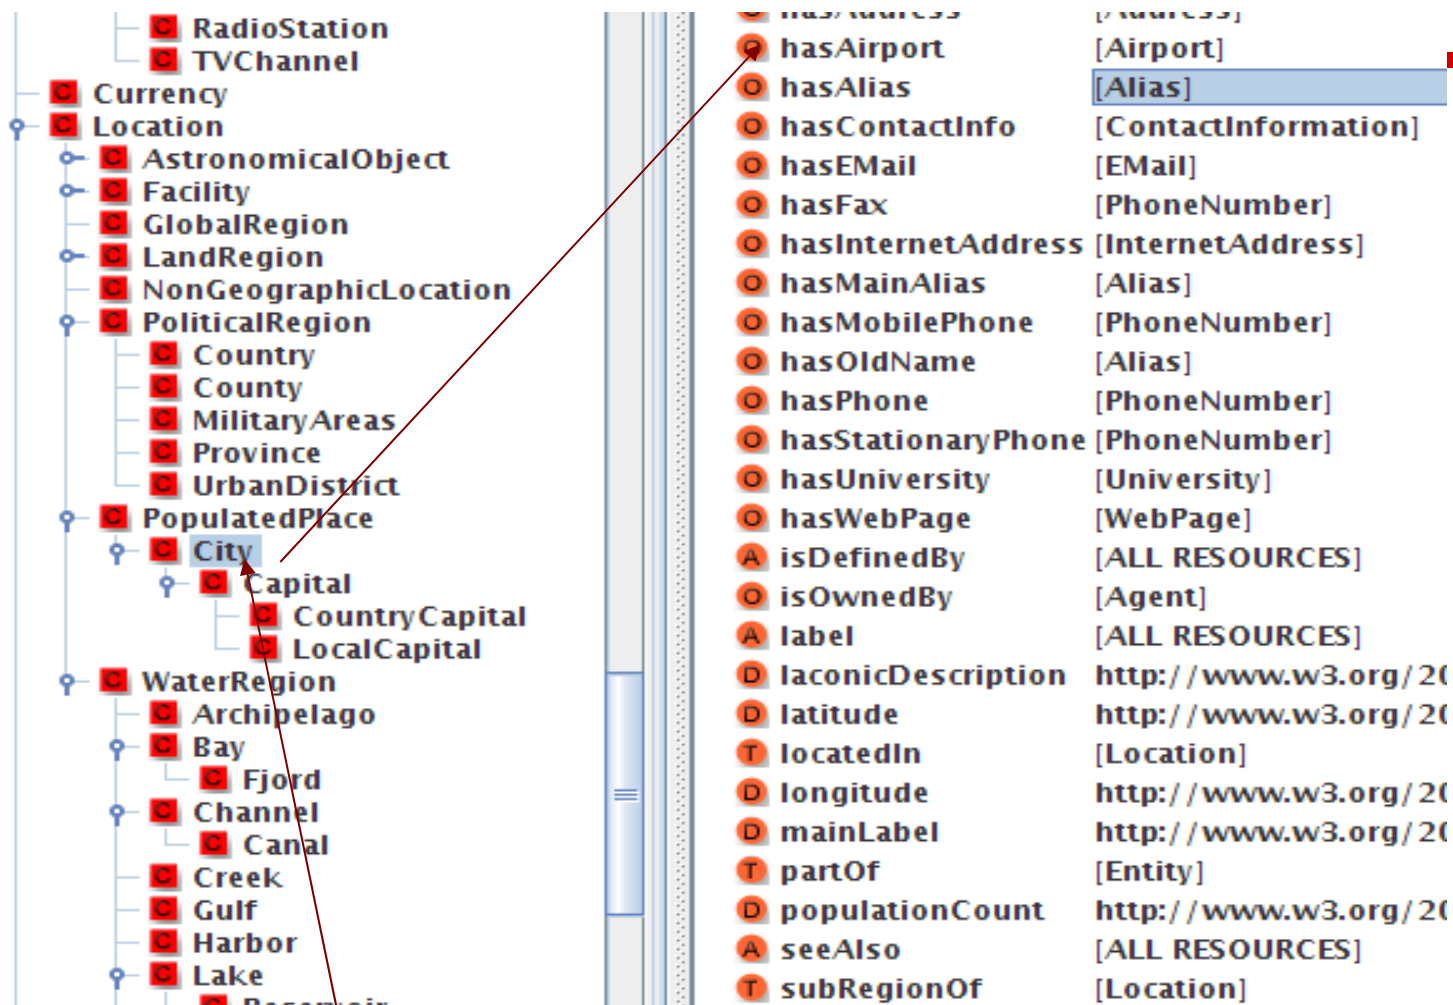 RadioStation
TVChannel
Currency
Location
AstronomicalObject
Facility
GlobalRegion
LandRegion
NonGeographicLocation
PoliticalRegion
Country
County
MilitaryAreas
Province
UrbanDistrict
PopulatedPlace
City
Capital
CountryCapital
LocalCapital
WaterRegion
Archipelago
Bay
Fjord
Channel
Canal
Creek
Gulf
Harbor
Lake
Reservoir
hasAddress [Address]
hasAirport [Airport]
hasAlias [Alias]
hasContactInfo [ContactInformation]
hasEMail [EMail]
hasFax [PhoneNumber]
hasInternetAddress [InternetAddress]
hasMainAlias [Alias]
hasMobilePhone [PhoneNumber]
hasOldName [Alias]
hasPhone [PhoneNumber]
hasStationaryPhone [PhoneNumber]
hasUniversity [University]
hasWebPage [WebPage]
isDefinedBy [ALL RESOURCES]
isOwnedBy [Agent]
label [ALL RESOURCES]
laconicDescription http://www.w3.org/20
latitude http://www.w3.org/20
locatedIn [Location]
longitude http://www.w3.org/20
mainLabel http://www.w3.org/20
partOf [Entity]
populationCount http://www.w3.org/20
seeAlso [ALL RESOURCES]
subRegionOf [Location]